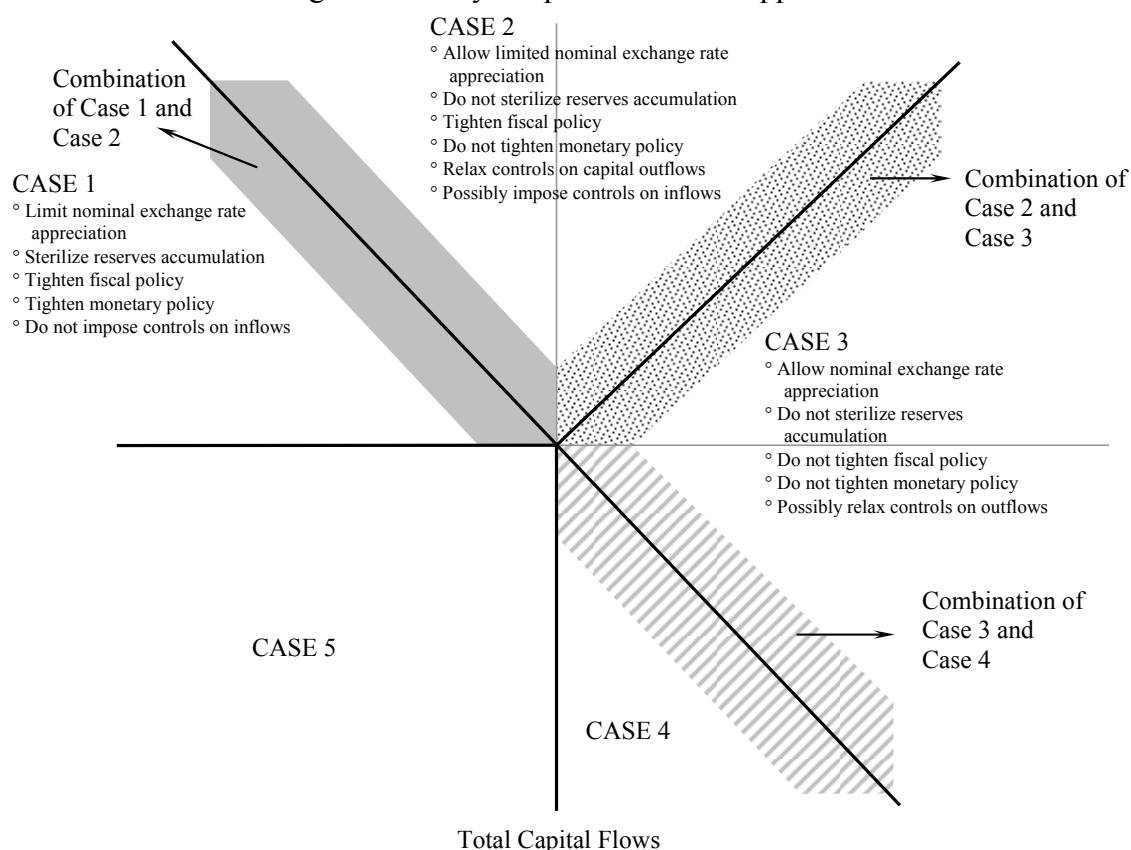 CASE 2
° Allow limited nominal exchange rate
appreciation
° Do not sterilize reserves accumulation
° Tighten fiscal policy
° Do not tighten monetary policy
° Relax controls on capital outflows
° Possibly impose controls on inflows
Combination
of Case 1 and
Case 2
CASE 1
° Limit nominal exchange rate
appreciation
° Sterilize reserves accumulation
° Tighten fiscal policy
° Tighten monetary policy
° Do not impose controls on inflows
Combination of
Case 2 and
Case 3
CASE 3
° Allow nominal exchange rate
appreciation
° Do not sterilize reserves
accumulation
° Do not tighten fiscal policy
° Do not tighten monetary policy
° Possibly relax controls on outflows
Combination of
Case 3 and
Case 4
CASE 5
CASE 4
Total Capital Flows